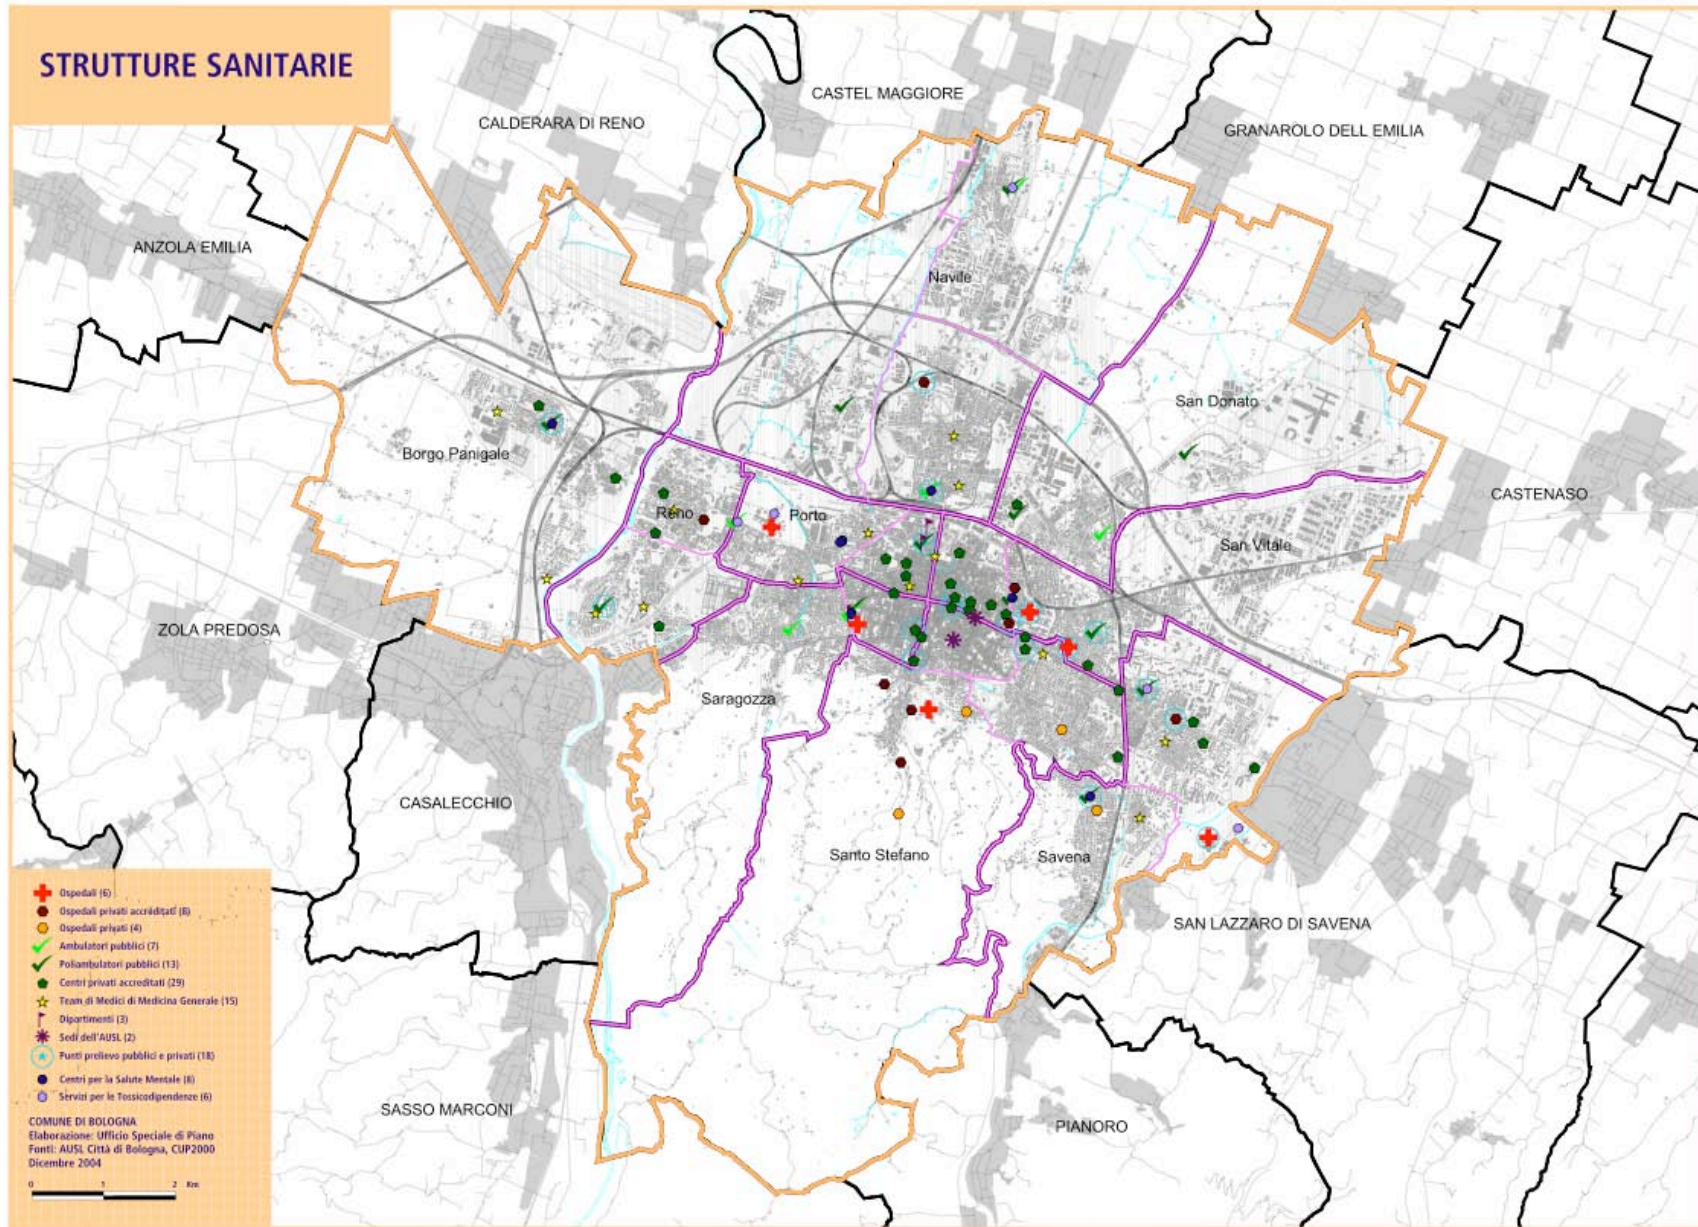 STRUTTURE SANITARIE
CASTEL MAGGIORE
CALDERARA DI RENO
GRANAROLO DELL EMILIA
ANZOLA EMILIA
Navile
San Donato
Borgo Panigale
CASTENASO
Reno
Porto
San Vitale
ZOLA PREDOSA
Saragozza
CASALECCHIO
Santo Stefano
Savena
SAN LAZZARO DI SAVENA
SASSO MARCONI
PIANORO
Ospedali (6)
Ospedali privati accreditati (8)
Ospedali privati (4)
Ambulatori pubblici (7)
Poliambulatori pubblici (13)
Centri privati accreditati (29)
Team di Medici di Medicina Generale (15)
Dipartimenti (3)
Sedi dell'AUSL (2)
Punti prelievo pubblici e privati (18)
Centri per la Salute Mentale (8)
Servizi per le Tossicodipendenze (6)
COMUNE DI BOLOGNA
Elaborazione: Ufficio Speciale di Piano
Fonti: AUSL Città di Bologna, CUP2000
Dicembre 2004
0 1 2 Km